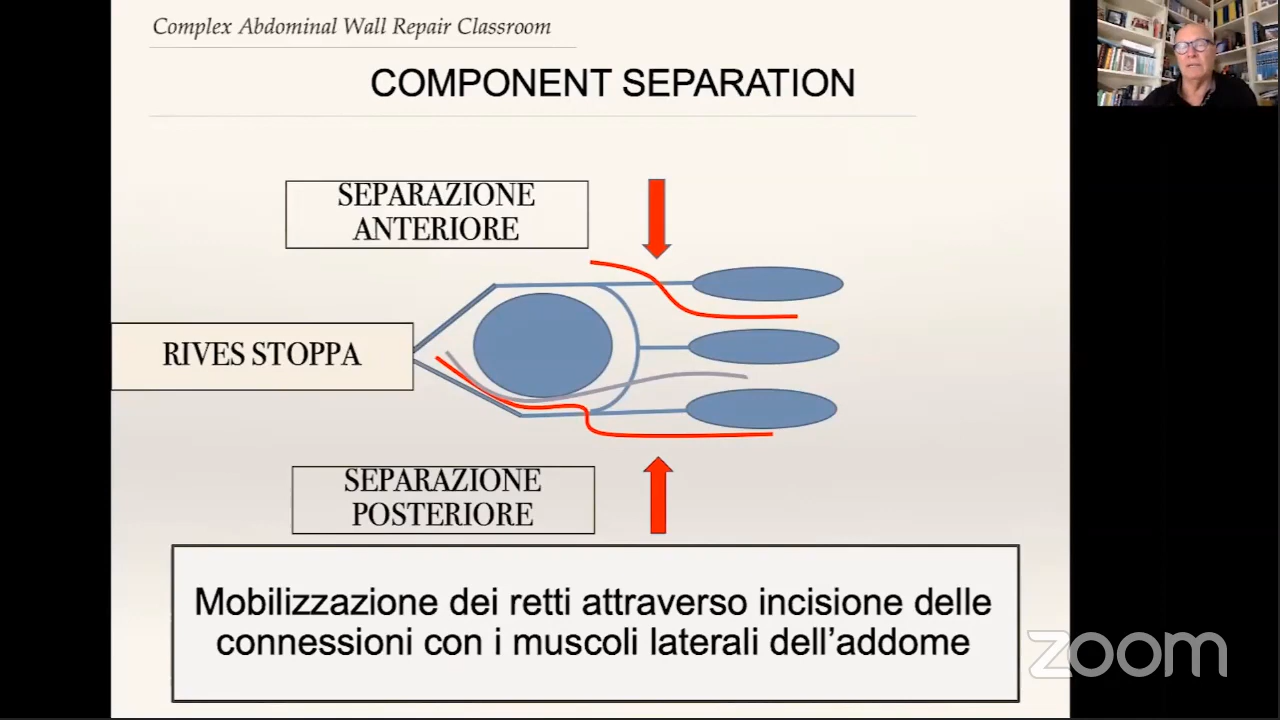 Complex Abdominal Wall Repair Classroom
COMPONENT SEPARATION
SEPARAZIONE
ANTERIORE
RIVES STOPPA
SEPARAZIONE
POSTERIORE
Mobilizzazione dei retti attraverso incisione delle
connessioni con i muscoli laterali dell’addome
zoom